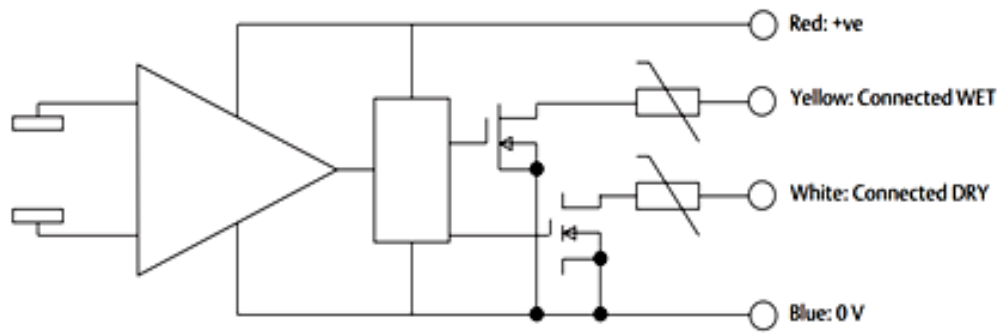 Red: +ve
Yellow: Connected WET
White: Connected DRY
Blue: 0 V